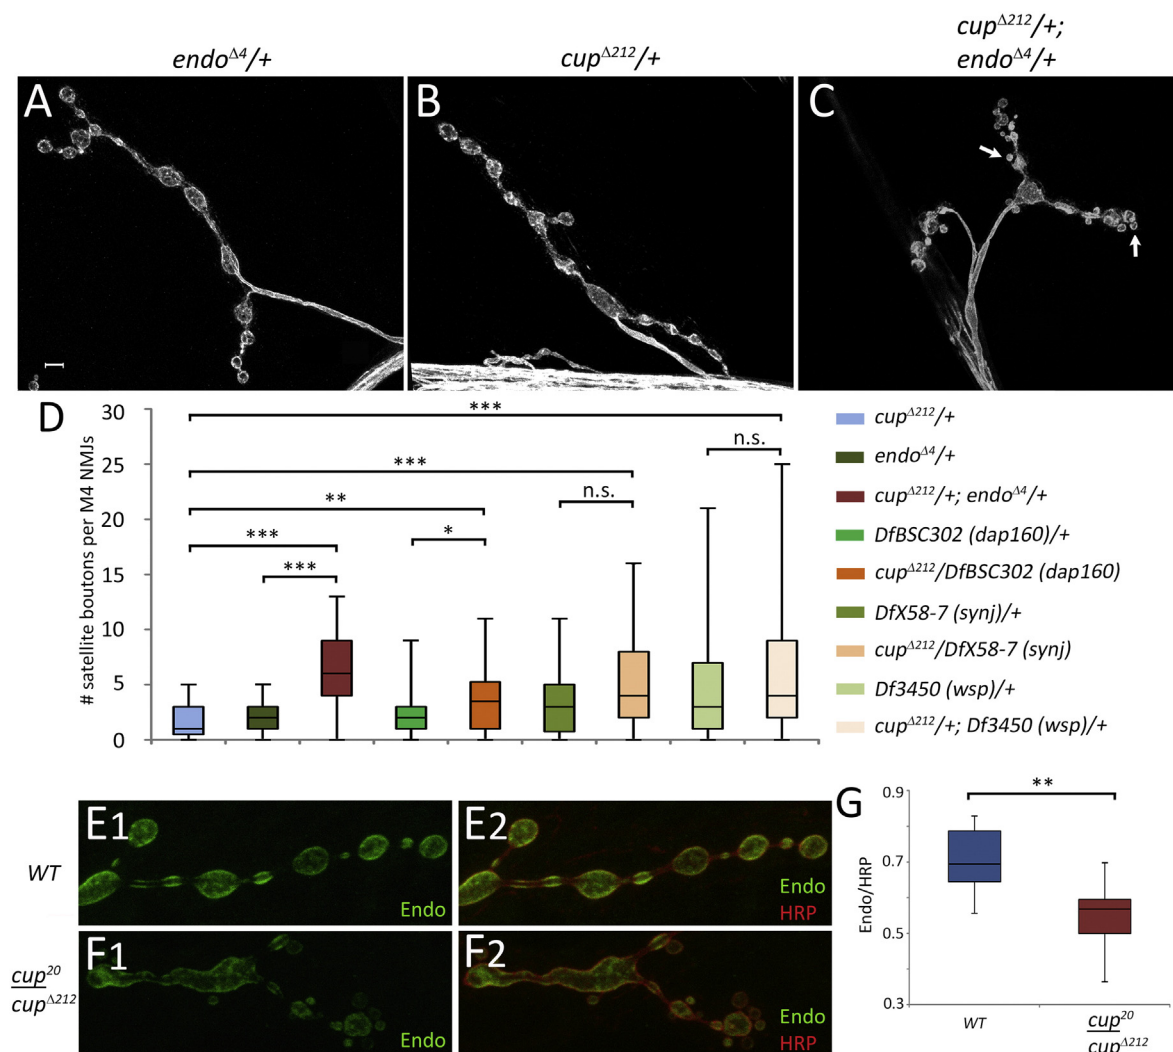 endo^Δ4/+
cup^Δ212/+
cup^Δ212/+;
endo^Δ4/+
A
B
C
D
# satellite boutons per M4 NMJs
30
25
20
15
10
5
0
***
***
**
***
***
*
n.s.
n.s.
cup^Δ212/+
endo^Δ4/+
cup^Δ212/+; endo^Δ4/+
DfBSC302 (dap160)/+
cup^Δ212/DfBSC302 (dap160)
DfX58-7 (synj)/+
cup^Δ212/DfX58-7 (synj)
Df3450 (wsp)/+
cup^Δ212/+; Df3450 (wsp)/+
WT
E1
Endo
E2
Endo
HRP
cup^20
cup^Δ212
F1
Endo
F2
Endo
HRP
G
**
Endo/HRP
0.9
0.7
0.5
0.3
WT
cup^20
cup^Δ212